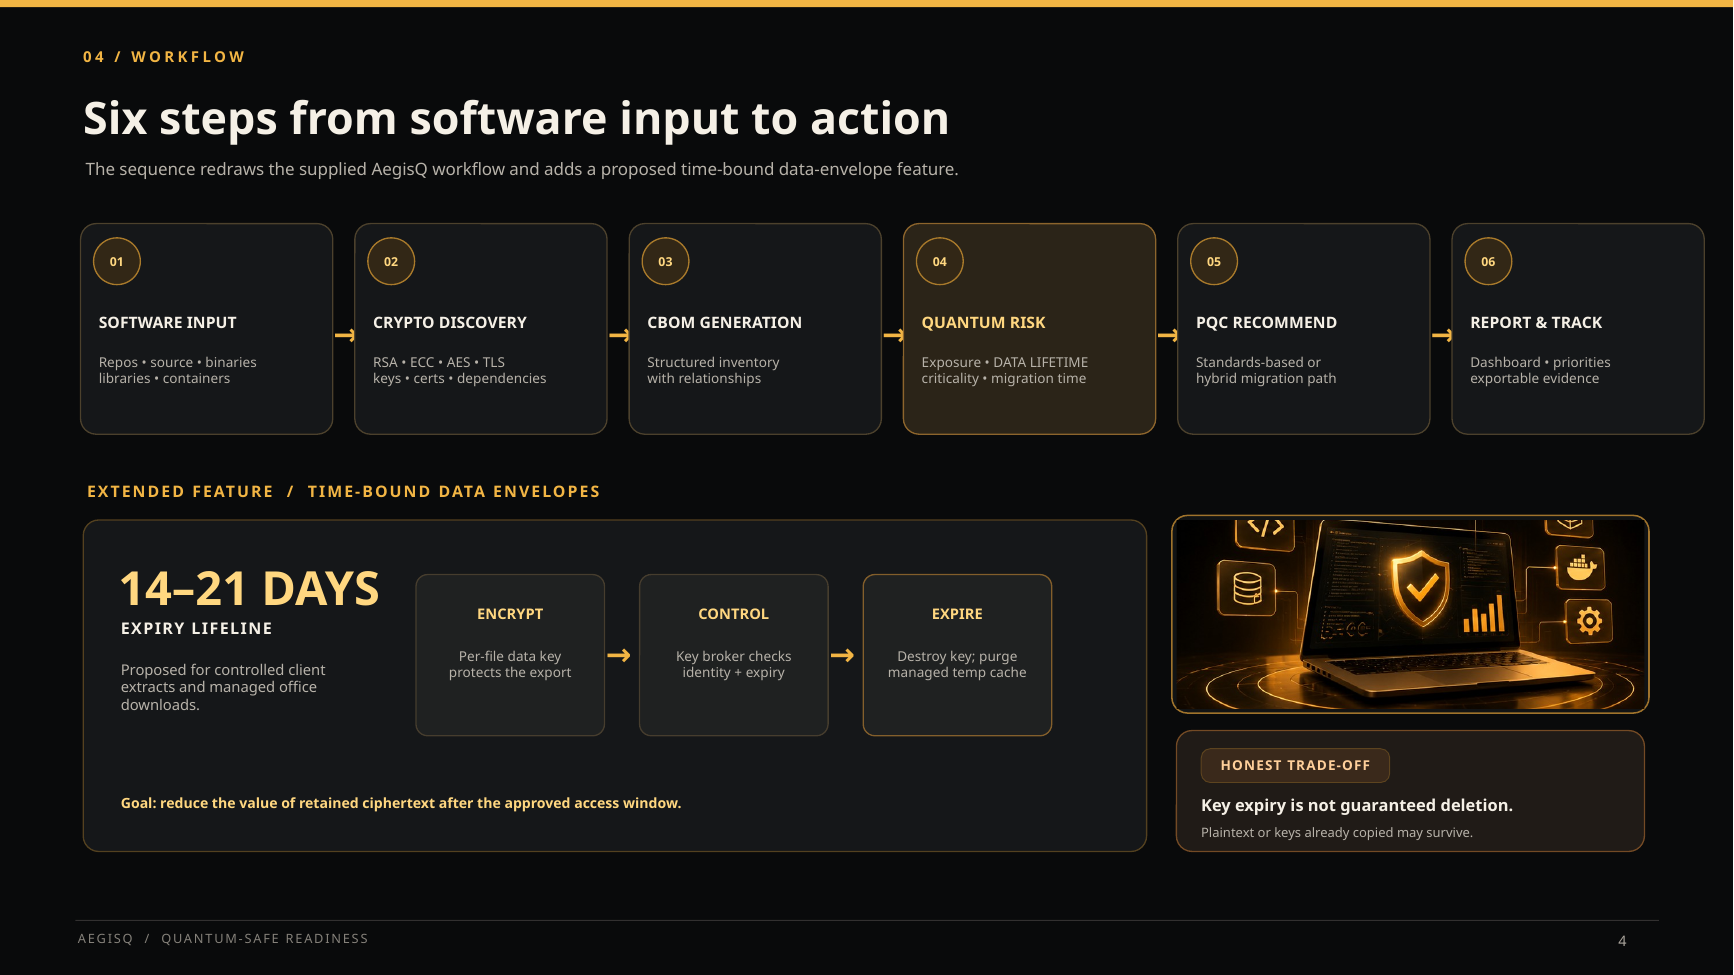 04 / WORKFLOW
Six steps from software input to action
The sequence redraws the supplied AegisQ workflow and adds a proposed time-bound data-envelope feature.
01
SOFTWARE INPUT
Repos • source • binaries
libraries • containers
→
02
CRYPTO DISCOVERY
RSA • ECC • AES • TLS
keys • certs • dependencies
→
03
CBOM GENERATION
Structured inventory
with relationships
→
04
QUANTUM RISK
Exposure • DATA LIFETIME
criticality • migration time
→
05
PQC RECOMMEND
Standards-based or
hybrid migration path
→
06
REPORT & TRACK
Dashboard • priorities
exportable evidence
EXTENDED FEATURE / TIME-BOUND DATA ENVELOPES
14–21 DAYS
EXPIRY LIFELINE
Proposed for controlled client
extracts and managed office
downloads.
ENCRYPT
Per-file data key
protects the export
→
CONTROL
Key broker checks
identity + expiry
→
EXPIRE
Destroy key; purge
managed temp cache
Goal: reduce the value of retained ciphertext after the approved access window.
</>
HONEST TRADE-OFF
Key expiry is not guaranteed deletion.
Plaintext or keys already copied may survive.
AEGISQ / QUANTUM-SAFE READINESS
4